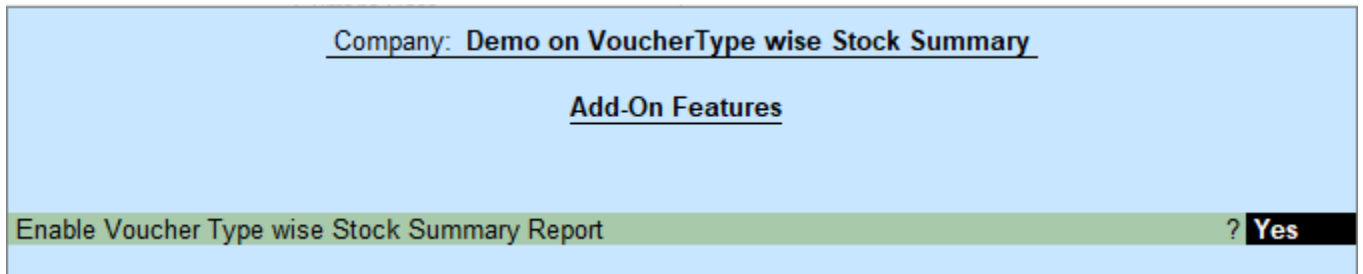 Company: Demo on VoucherType wise Stock Summary
Add-On Features
Enable Voucher Type wise Stock Summary Report ? Yes